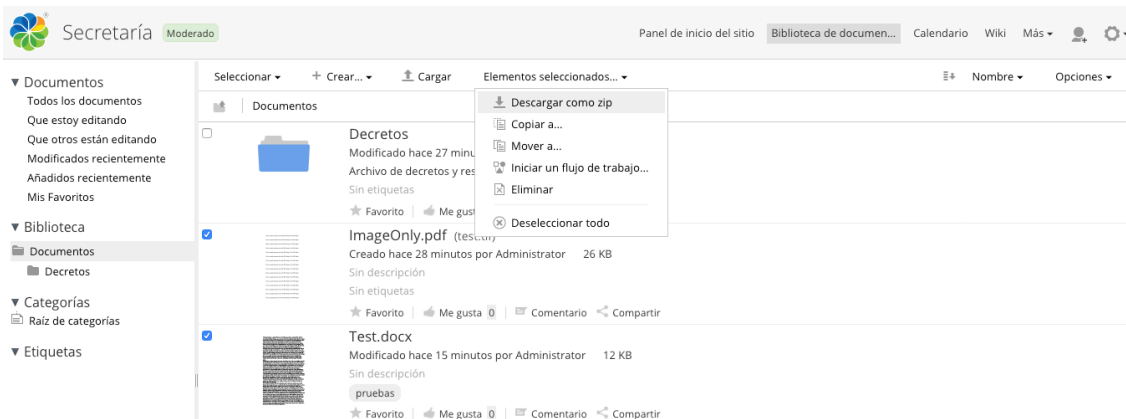 Secretaría Moderado
Panel de inicio del sitio Biblioteca de documen... Calendario Wiki Más
Seleccionar Crear... Cargar Elementos seleccionados... Nombre Opciones
Documentos
Todos los documentos
Que estoy editando
Que otros están editando
Modificados recientemente
Añadidos recientemente
Mis Favoritos
Biblioteca
Documentos
Decretos
Categorías
Raíz de categorías
Etiquetas
Documentos
Descargar como zip
Copiar a...
Mover a...
Iniciar un flujo de trabajo...
Eliminar
Deseleccionar todo
Decretos
Modificado hace 27 minu
Archivo de decretos y res
Sin etiquetas
Favorito Me gust
ImageOnly.pdf (test.tif)
Creado hace 28 minutos por Administrator 26 KB
Sin descripción
Sin etiquetas
Favorito Me gusta 0 Comentario Compartir
Test.docx
Modificado hace 15 minutos por Administrator 12 KB
Sin descripción
pruebas
Favorito Me gusta 0 Comentario Compartir